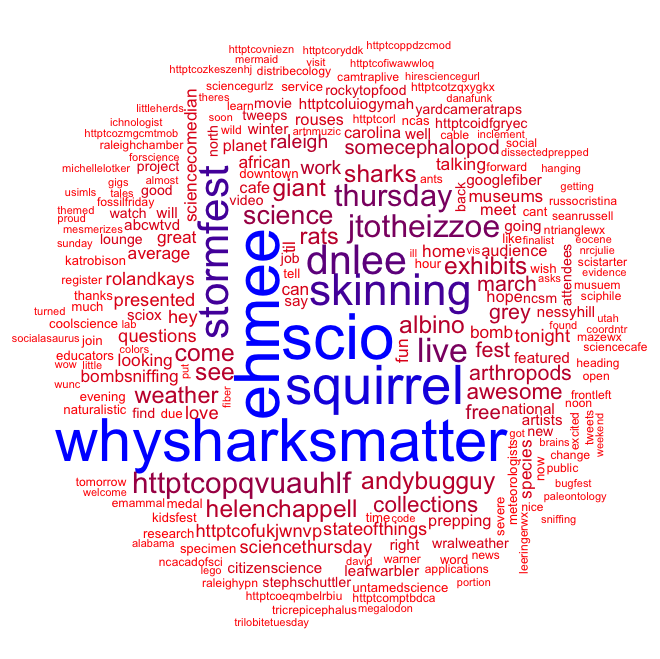 httptcovniezn httptcoryddk httptcoppdzcmod
mermaid visit httptcofiwawwloq
httptcozkeszenhj distribecology camtraplive hiresciencegurl
sciencegurlz service rockytopfood httptcotzqxygkx
theres learn movie httptcoluiogymah yardcameratraps danafunk
littleherds soon tweeps rouses httptcorl ncas httptcoidfgryec
ichnologist wild winter artnmuzic carolina well cable inclement
httptcozmgcmtmob north planet raleigh somecephalopod social
raleighchamber sciencecomedian african work talking forward dissectedprepped
forscience project downtown sharks ants googlefiber hanging
michellelotker almost cafe giant back museums getting
gigs good video thursday meet cant russocristina
usimls tales fossilfriday science jtotheizzoe going ntrianglewx seanrussell
themed watch will stormfest rats like finalist eocene
proud abcwtvd til ill vis audience nrcjulie
mesmerizes great job dnlee home attendees scistarter
sunday lounge average hour exhibits wish evidence
katrobison tell skinning march musuem
register rolandkays can hope ncsm sciphile
thanks presented say grey nessyhill utah
turned much sciox hey ehmee scio albino bomb tonight found coordntr
coolscience lab questions fun live fest mazewx
socialasaurus join colors come featured sciencecafe
wow little educators looking put see squirrel arthropods heading
wunc bombsniffing weather awesome open
evening fiber free national frontleft
naturalistic find due love artists noon
whysharksmatter got new excited tweets weekend
meteorologists brains
species change
tomorrow httptcopqvuauhlf andybugguy now public
welcome bugfest
emammal medal helenchappell collections severe paleontology
kidsfest time code prepping leeringerwx nice sniffing
research httptcofukjwnvp stateofthings
alabama specimen sciencethursday right wralweather news
ncacadofsci david warner word
lego citizenscience leafwarbler applications
raleighypn stephschuttler untamedscience portion
httptcoeqmbelrbiu httptcomptbdca
tricrepicephalus megalodon
trilobitetuesday